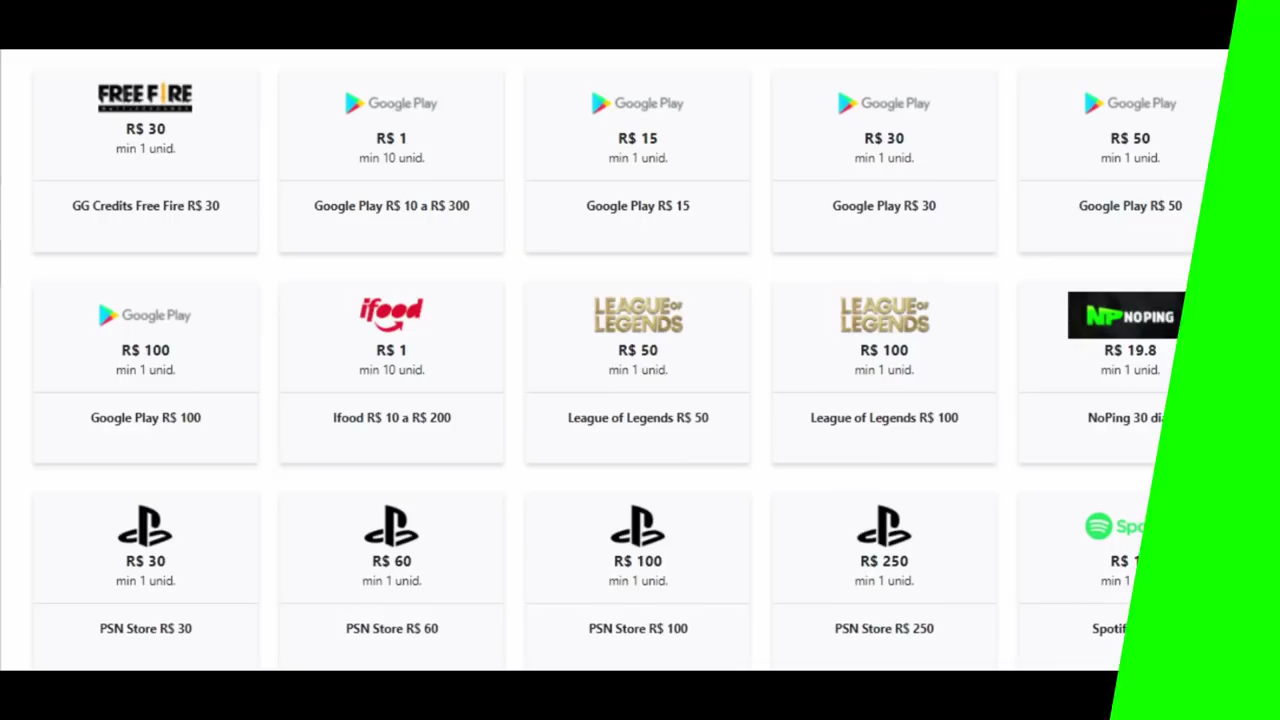 FREE FIRE
BATTLEGROUNDS
R$ 30
min 1 unid.
GG Credits Free Fire R$ 30
Google Play
R$ 1
min 10 unid.
Google Play R$ 10 a R$ 300
Google Play
R$ 15
min 1 unid.
Google Play R$ 15
Google Play
R$ 30
min 1 unid.
Google Play R$ 30
Google Play
R$ 50
min 1 unid.
Google Play R$ 50
Google Play
R$ 100
min 1 unid.
Google Play R$ 100
ifood
R$ 1
min 10 unid.
Ifood R$ 10 a R$ 200
LEAGUE OF
LEGENDS
R$ 50
min 1 unid.
League of Legends R$ 50
LEAGUE OF
LEGENDS
R$ 100
min 1 unid.
League of Legends R$ 100
NP NOPING
R$ 19.8
min 1 unid.
NoPing 30
R$ 30
min 1 unid.
PSN Store R$ 30
R$ 60
min 1 unid.
PSN Store R$ 60
R$ 100
min 1 unid.
PSN Store R$ 100
R$ 250
min 1 unid.
PSN Store R$ 250
R$
min 1